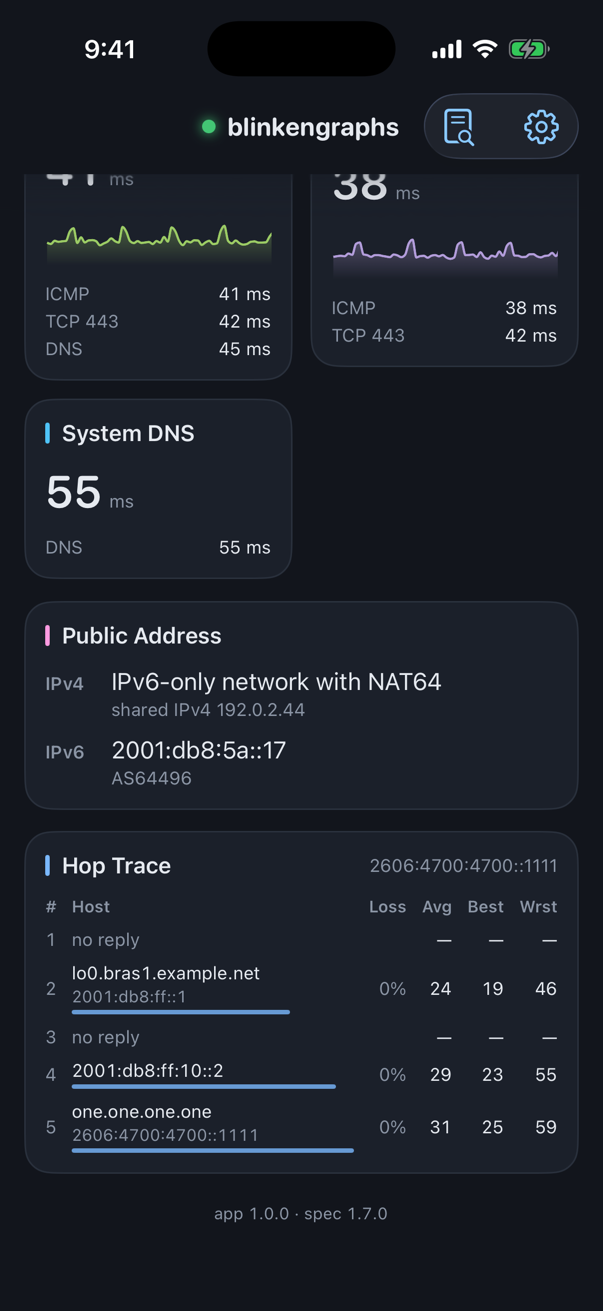 9:41
blinkengraphs
41 ms
38 ms
ICMP 41 ms
TCP 443 42 ms
DNS 45 ms
ICMP 38 ms
TCP 443 42 ms
System DNS
55 ms
DNS 55 ms
Public Address
IPv4 IPv6-only network with NAT64
shared IPv4 192.0.2.44
IPv6 2001:db8:5a::17
AS64496
Hop Trace 2606:4700:4700::1111
# Host Loss Avg Best Wrst
1 no reply — — —
lo0.bras1.example.net
2 2001:db8:ff::1 0% 24 19 46
3 no reply — — —
4 2001:db8:ff:10::2 0% 29 23 55
one.one.one.one
5 2606:4700:4700::1111 0% 31 25 59
app 1.0.0 · spec 1.7.0